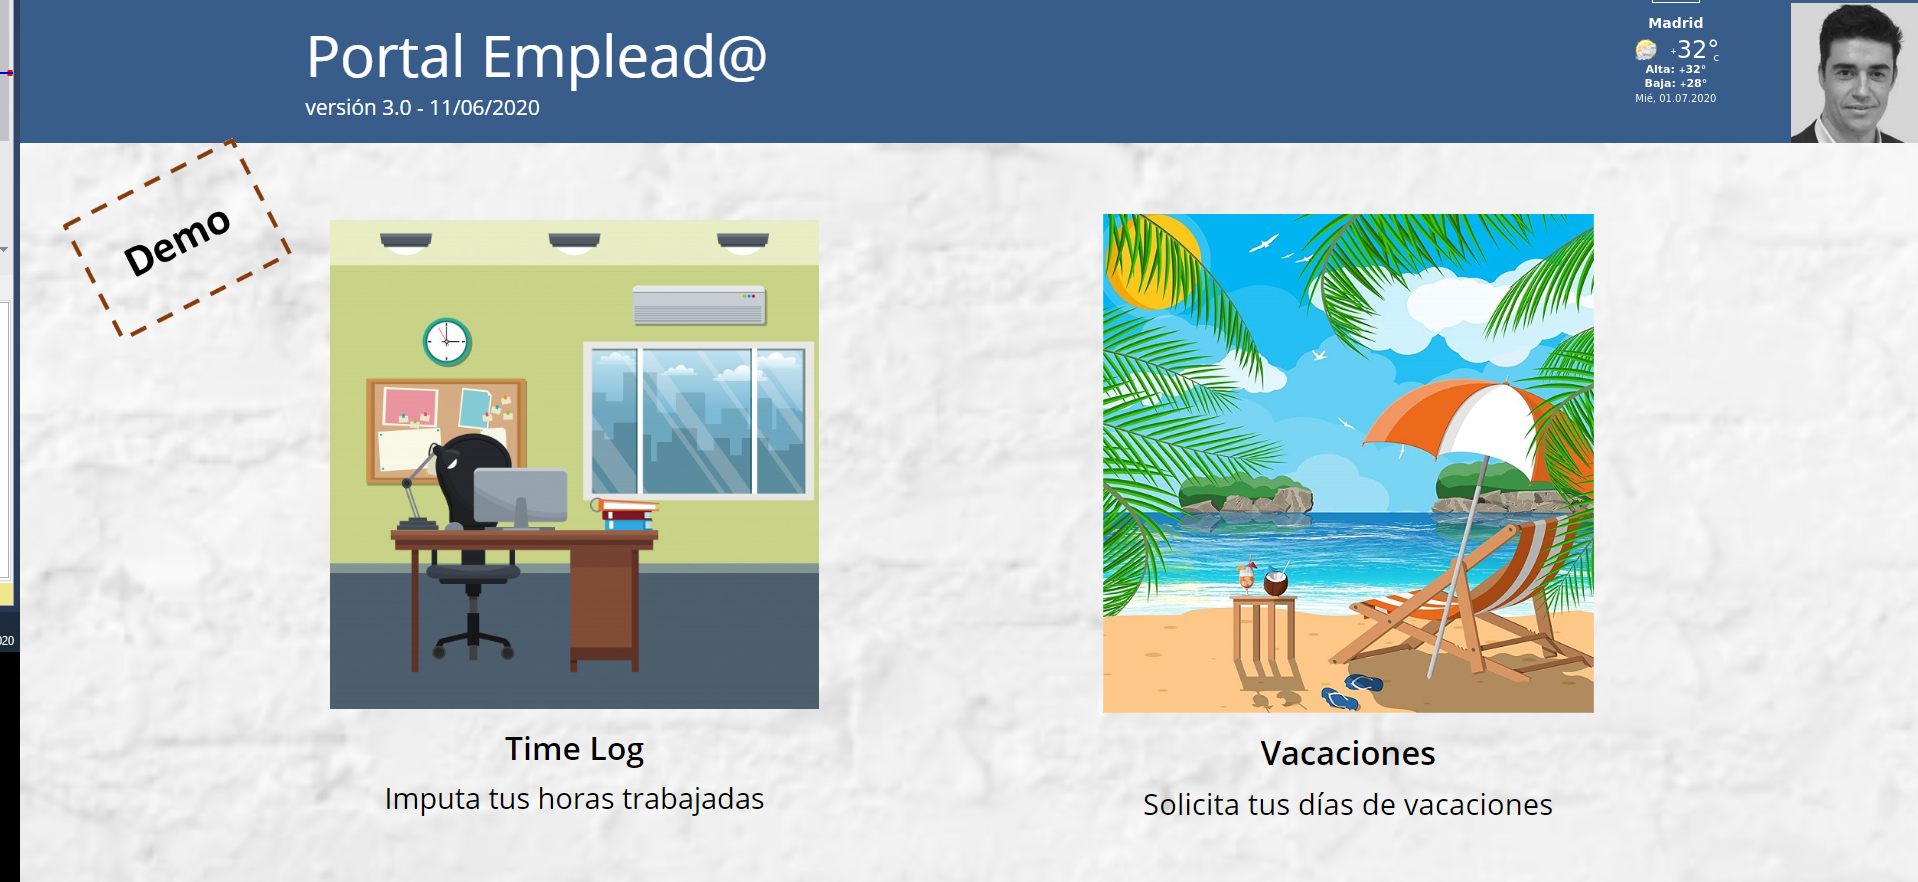 Portal Emplead@
versión 3.0 - 11/06/2020
Madrid
+32°
c
Alta: +32°
Baja: +28°
Mié, 01.07.2020
Demo
020
Time Log
Imputa tus horas trabajadas
Vacaciones
Solicita tus días de vacaciones